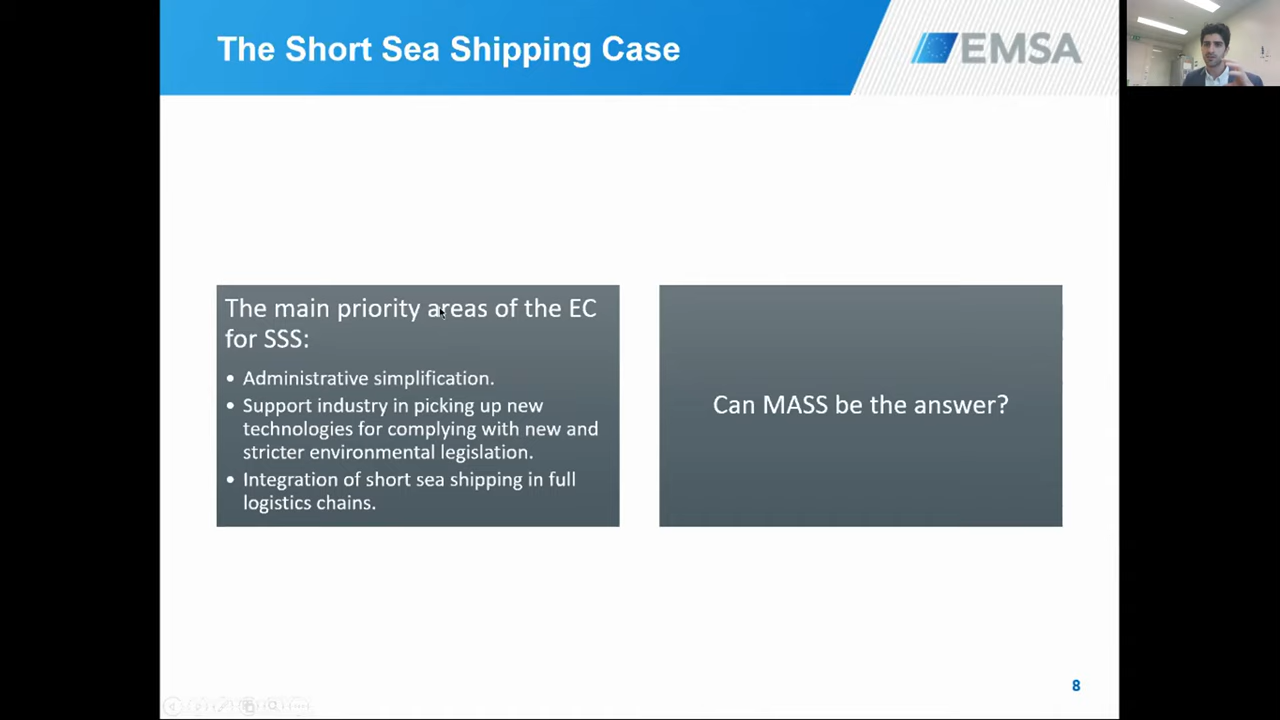 The Short Sea Shipping Case
EMSA
The main priority areas of the EC
for SSS:
• Administrative simplification.
• Support industry in picking up new
technologies for complying with new and
stricter environmental legislation.
• Integration of short sea shipping in full
logistics chains.
Can MASS be the answer?
8